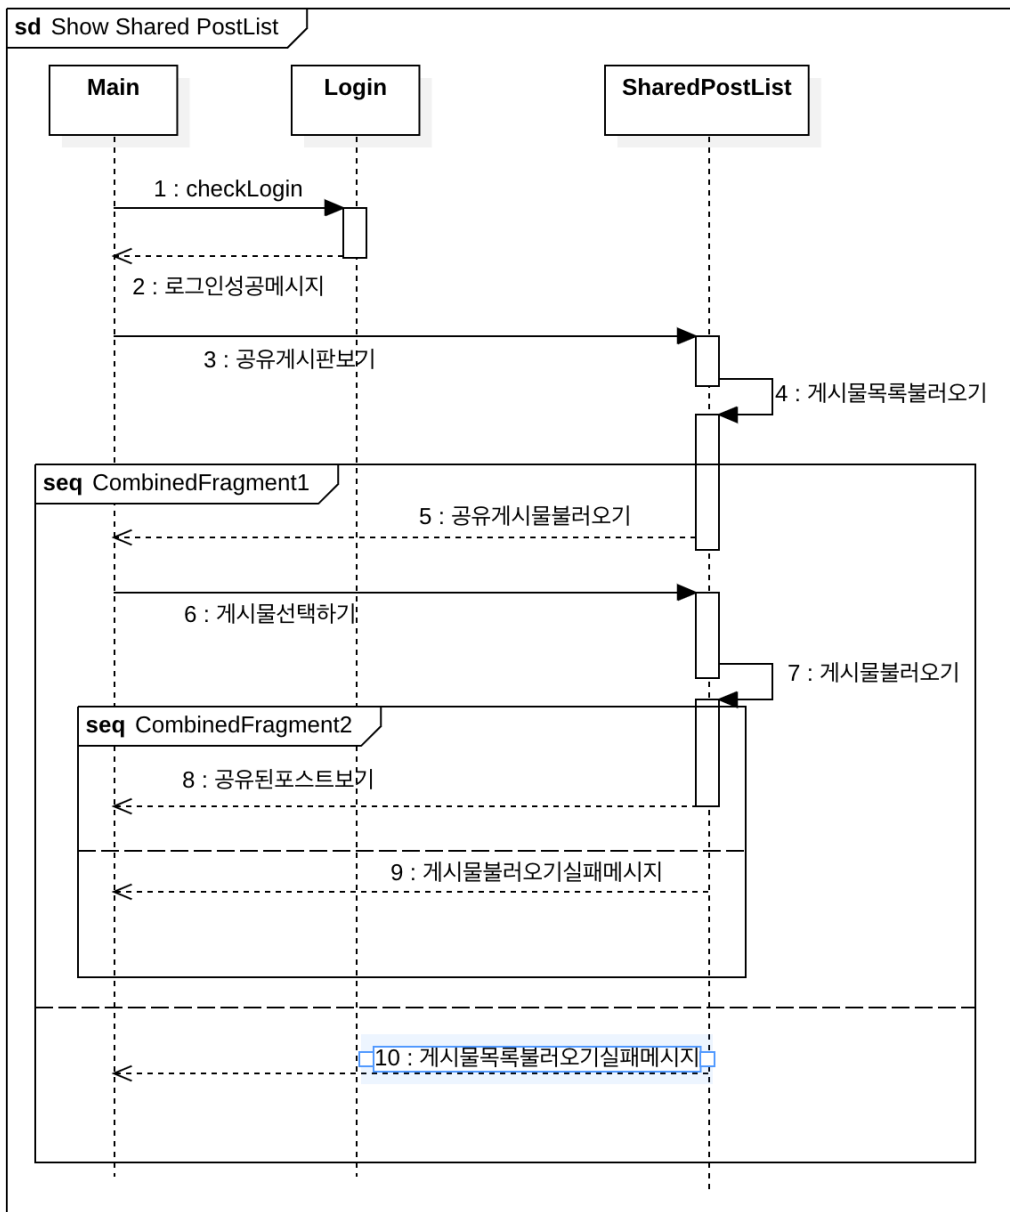 sd Show Shared PostList
Main
Login
SharedPostList
1 : checkLogin
2 : 로그인성공메시지
3 : 공유게시판보기
4 : 게시물목록불러오기
seq CombinedFragment1
5 : 공유게시물불러오기
6 : 게시물선택하기
7 : 게시물불러오기
seq CombinedFragment2
8 : 공유된포스트보기
9 : 게시물불러오기실패메시지
10 : 게시물목록불러오기실패메시지